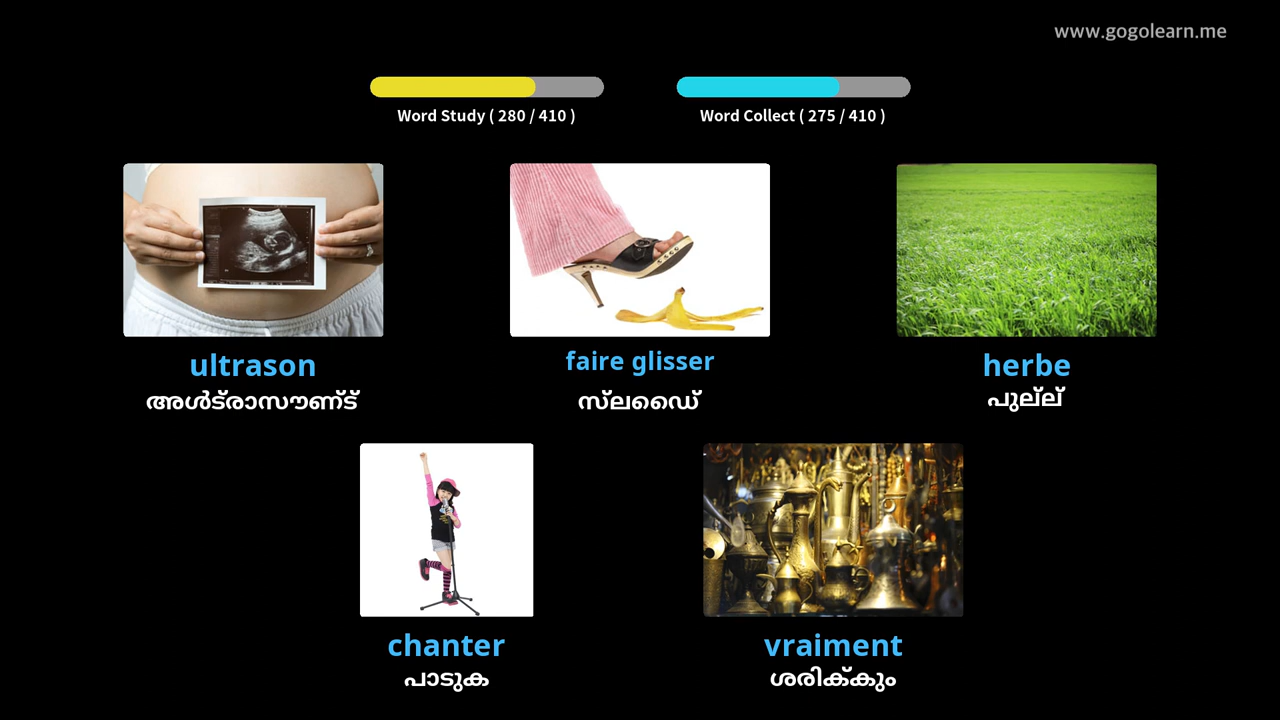 www.gogolearn.me
Word Study ( 280 / 410 )
Word Collect ( 275 / 410 )
ultrason
അൾട്രാസൗണ്ട്
faire glisser
സ്ലൈഡ്
herbe
പുല്ല്
chanter
പാടുക
vraiment
ശരിക്കും